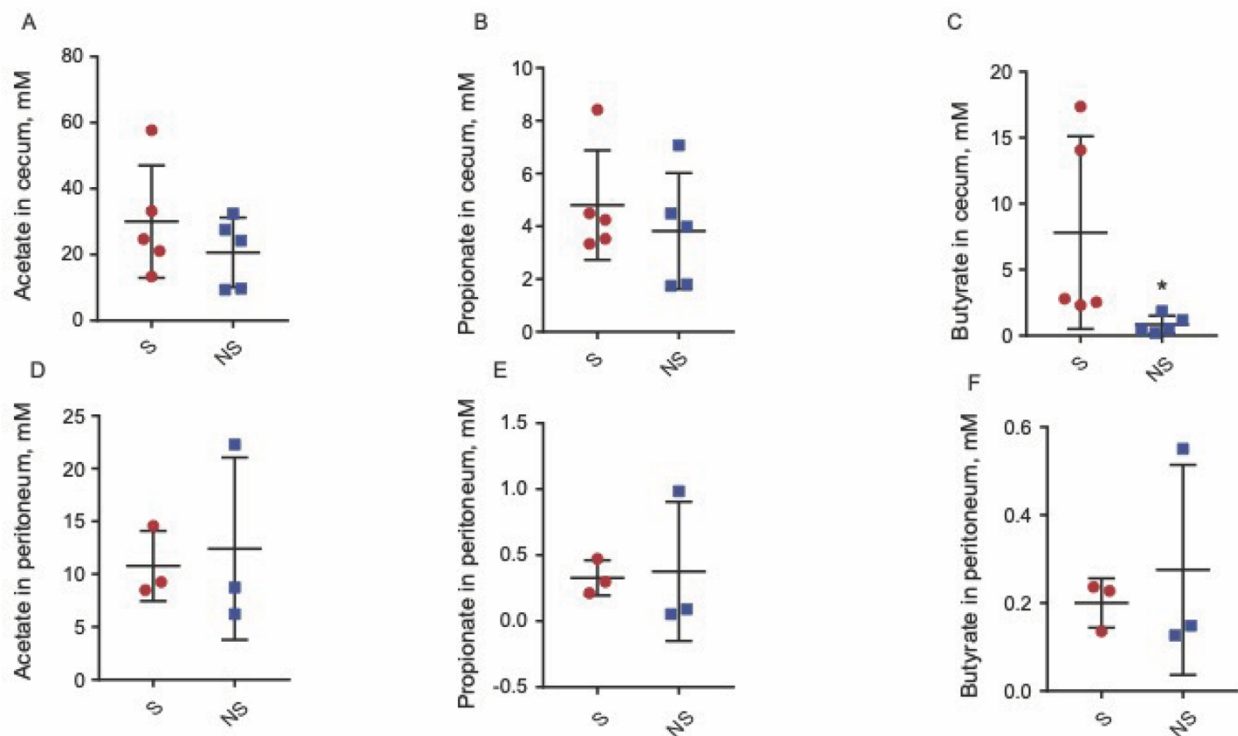 A
Acetate in cecum, mM
80
60
40
20
0
S
NS
B
Propionate in cecum, mM
10
8
6
4
2
0
S
NS
C
Butyrate in cecum, mM
20
15
10
5
0
*
S
NS
D
Acetate in peritoneum, mM
25
20
15
10
5
0
S
NS
E
Propionate in peritoneum, mM
1.5
1.0
0.5
0.0
-0.5
S
NS
F
Butyrate in peritoneum, mM
0.6
0.4
0.2
0.0
S
NS